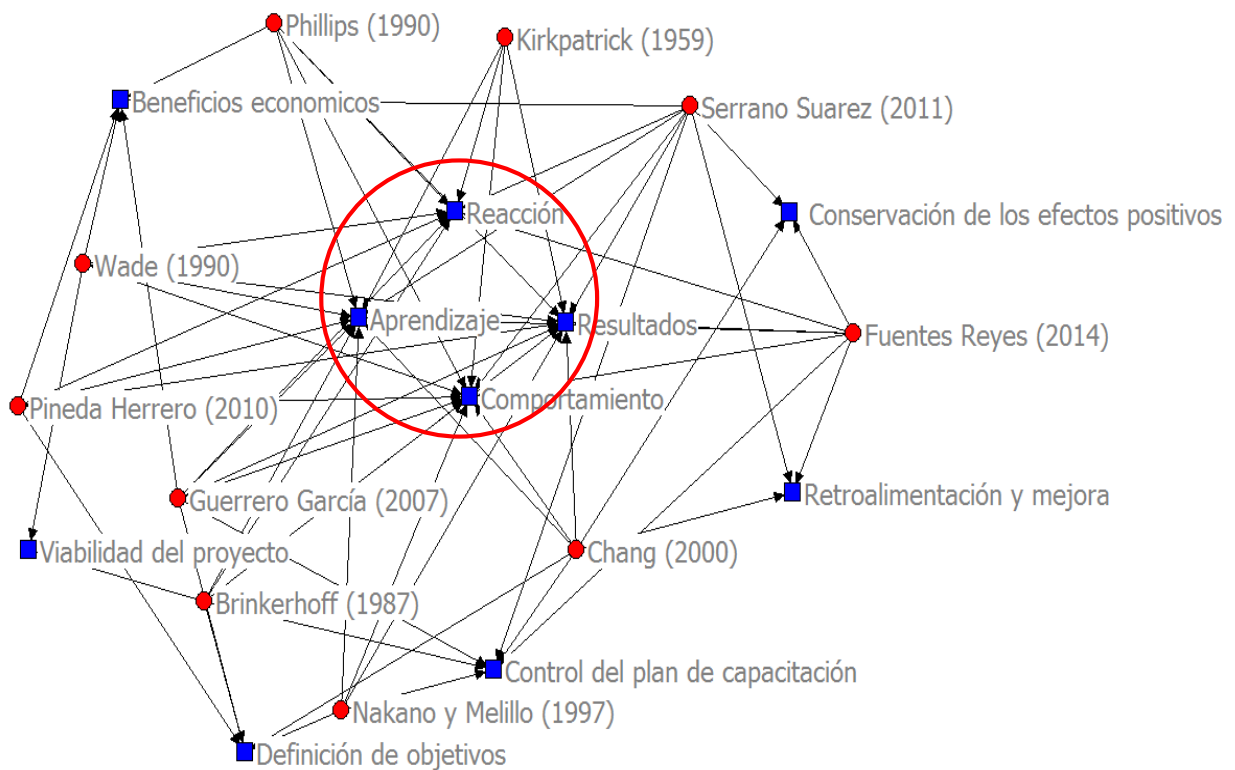 Phillips (1990)
Kirkpatrick (1959)
Beneficios economicos
Serrano Suarez (2011)
Reacción
Conservación de los efectos positivos
Wade (1990)
Aprendizaje
Resultados
Fuentes Reyes (2014)
Comportamiento
Pineda Herrero (2010)
Guerrero García (2007)
Retroalimentación y mejora
Viabilidad del proyecto
Chang (2000)
Brinkerhoff (1987)
Control del plan de capacitación
Nakano y Melillo (1997)
Definición de objetivos